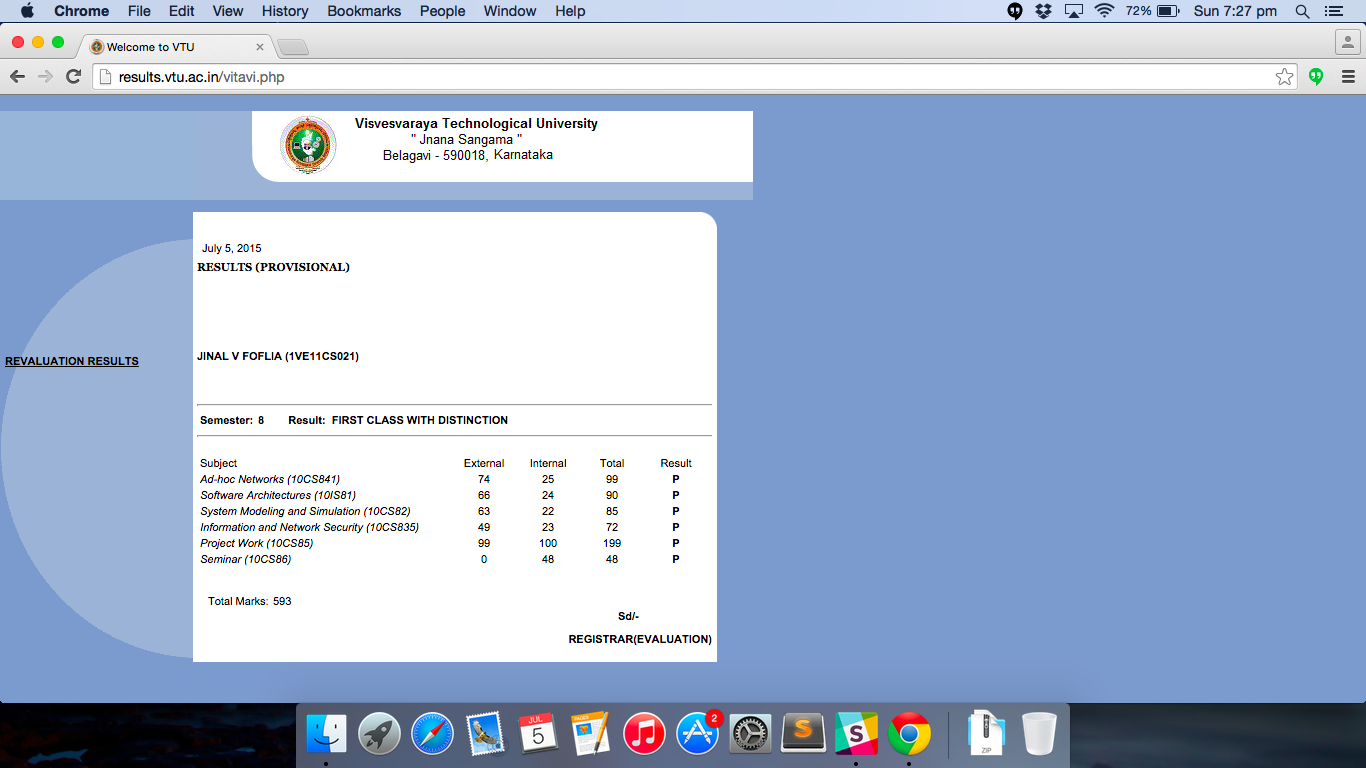 Chrome File Edit View History Bookmarks People Window Help 72% Sun 7:27 pm
Welcome to VTU
results.vtu.ac.in/vitavi.php
Visvesvaraya Technological University
" Jnana Sangama "
Belagavi - 590018, Karnataka
July 5, 2015
RESULTS (PROVISIONAL)
REVALUATION RESULTS
JINAL V FOFLIA (1VE11CS021)
Semester: 8 Result: FIRST CLASS WITH DISTINCTION
Subject External Internal Total Result
Ad-hoc Networks (10CS841) 74 25 99 P
Software Architectures (10IS81) 66 24 90 P
System Modeling and Simulation (10CS82) 63 22 85 P
Information and Network Security (10CS835) 49 23 72 P
Project Work (10CS85) 99 100 199 P
Seminar (10CS86) 0 48 48 P
Total Marks: 593
Sd/-
REGISTRAR(EVALUATION)
JUL
5
PAGES
2
S
S
ZIP